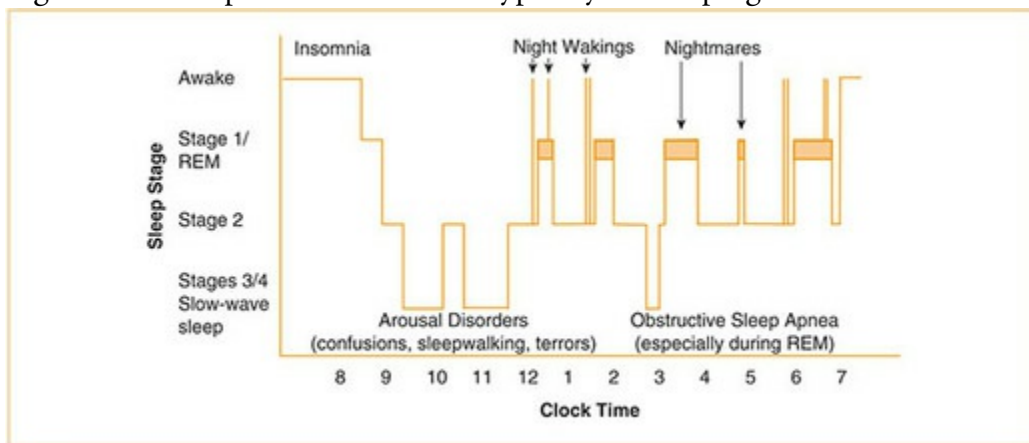 Insomnia
Night Wakings
Nightmares
Awake
Stage 1/
REM
Stage 2
Stages 3/4
Slow-wave
sleep
Sleep Stage
Arousal Disorders
(confusions, sleepwalking, terrors)
Obstructive Sleep Apnea
(especially during REM)
8 9 10 11 12 1 2 3 4 5 6 7
Clock Time